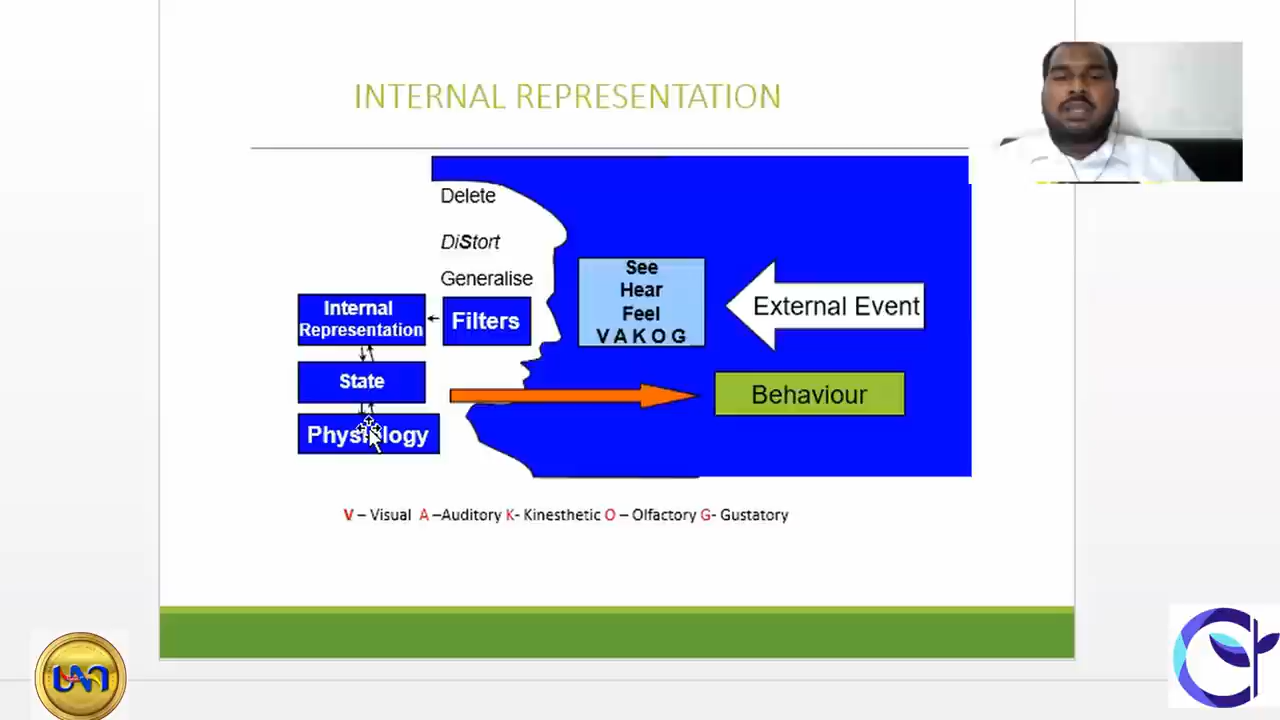 INTERNAL REPRESENTATION
Delete
DiStort
Generalise
Filters
Internal
Representation
State
Physiology
See
Hear
Feel
V A K O G
External Event
Behaviour
V – Visual A –Auditory K- Kinesthetic O – Olfactory G- Gustatory